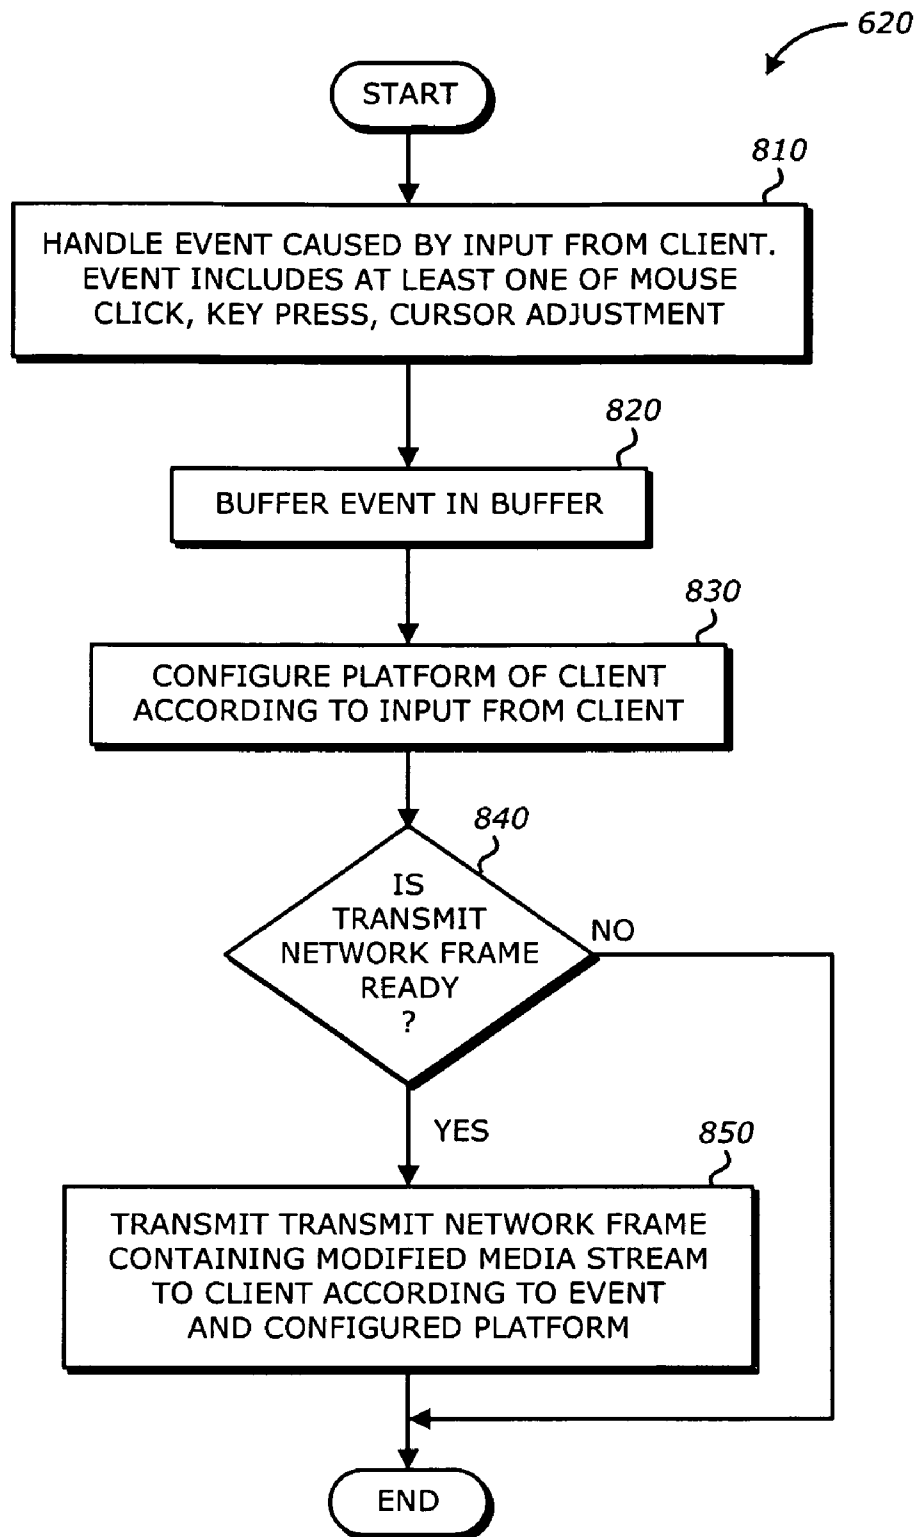 620
START
810
HANDLE EVENT CAUSED BY INPUT FROM CLIENT.
EVENT INCLUDES AT LEAST ONE OF MOUSE
CLICK, KEY PRESS, CURSOR ADJUSTMENT
820
BUFFER EVENT IN BUFFER
830
CONFIGURE PLATFORM OF CLIENT
ACCORDING TO INPUT FROM CLIENT
840
IS
TRANSMIT
NETWORK FRAME
READY
?
NO
YES
850
TRANSMIT TRANSMIT NETWORK FRAME
CONTAINING MODIFIED MEDIA STREAM
TO CLIENT ACCORDING TO EVENT
AND CONFIGURED PLATFORM
END